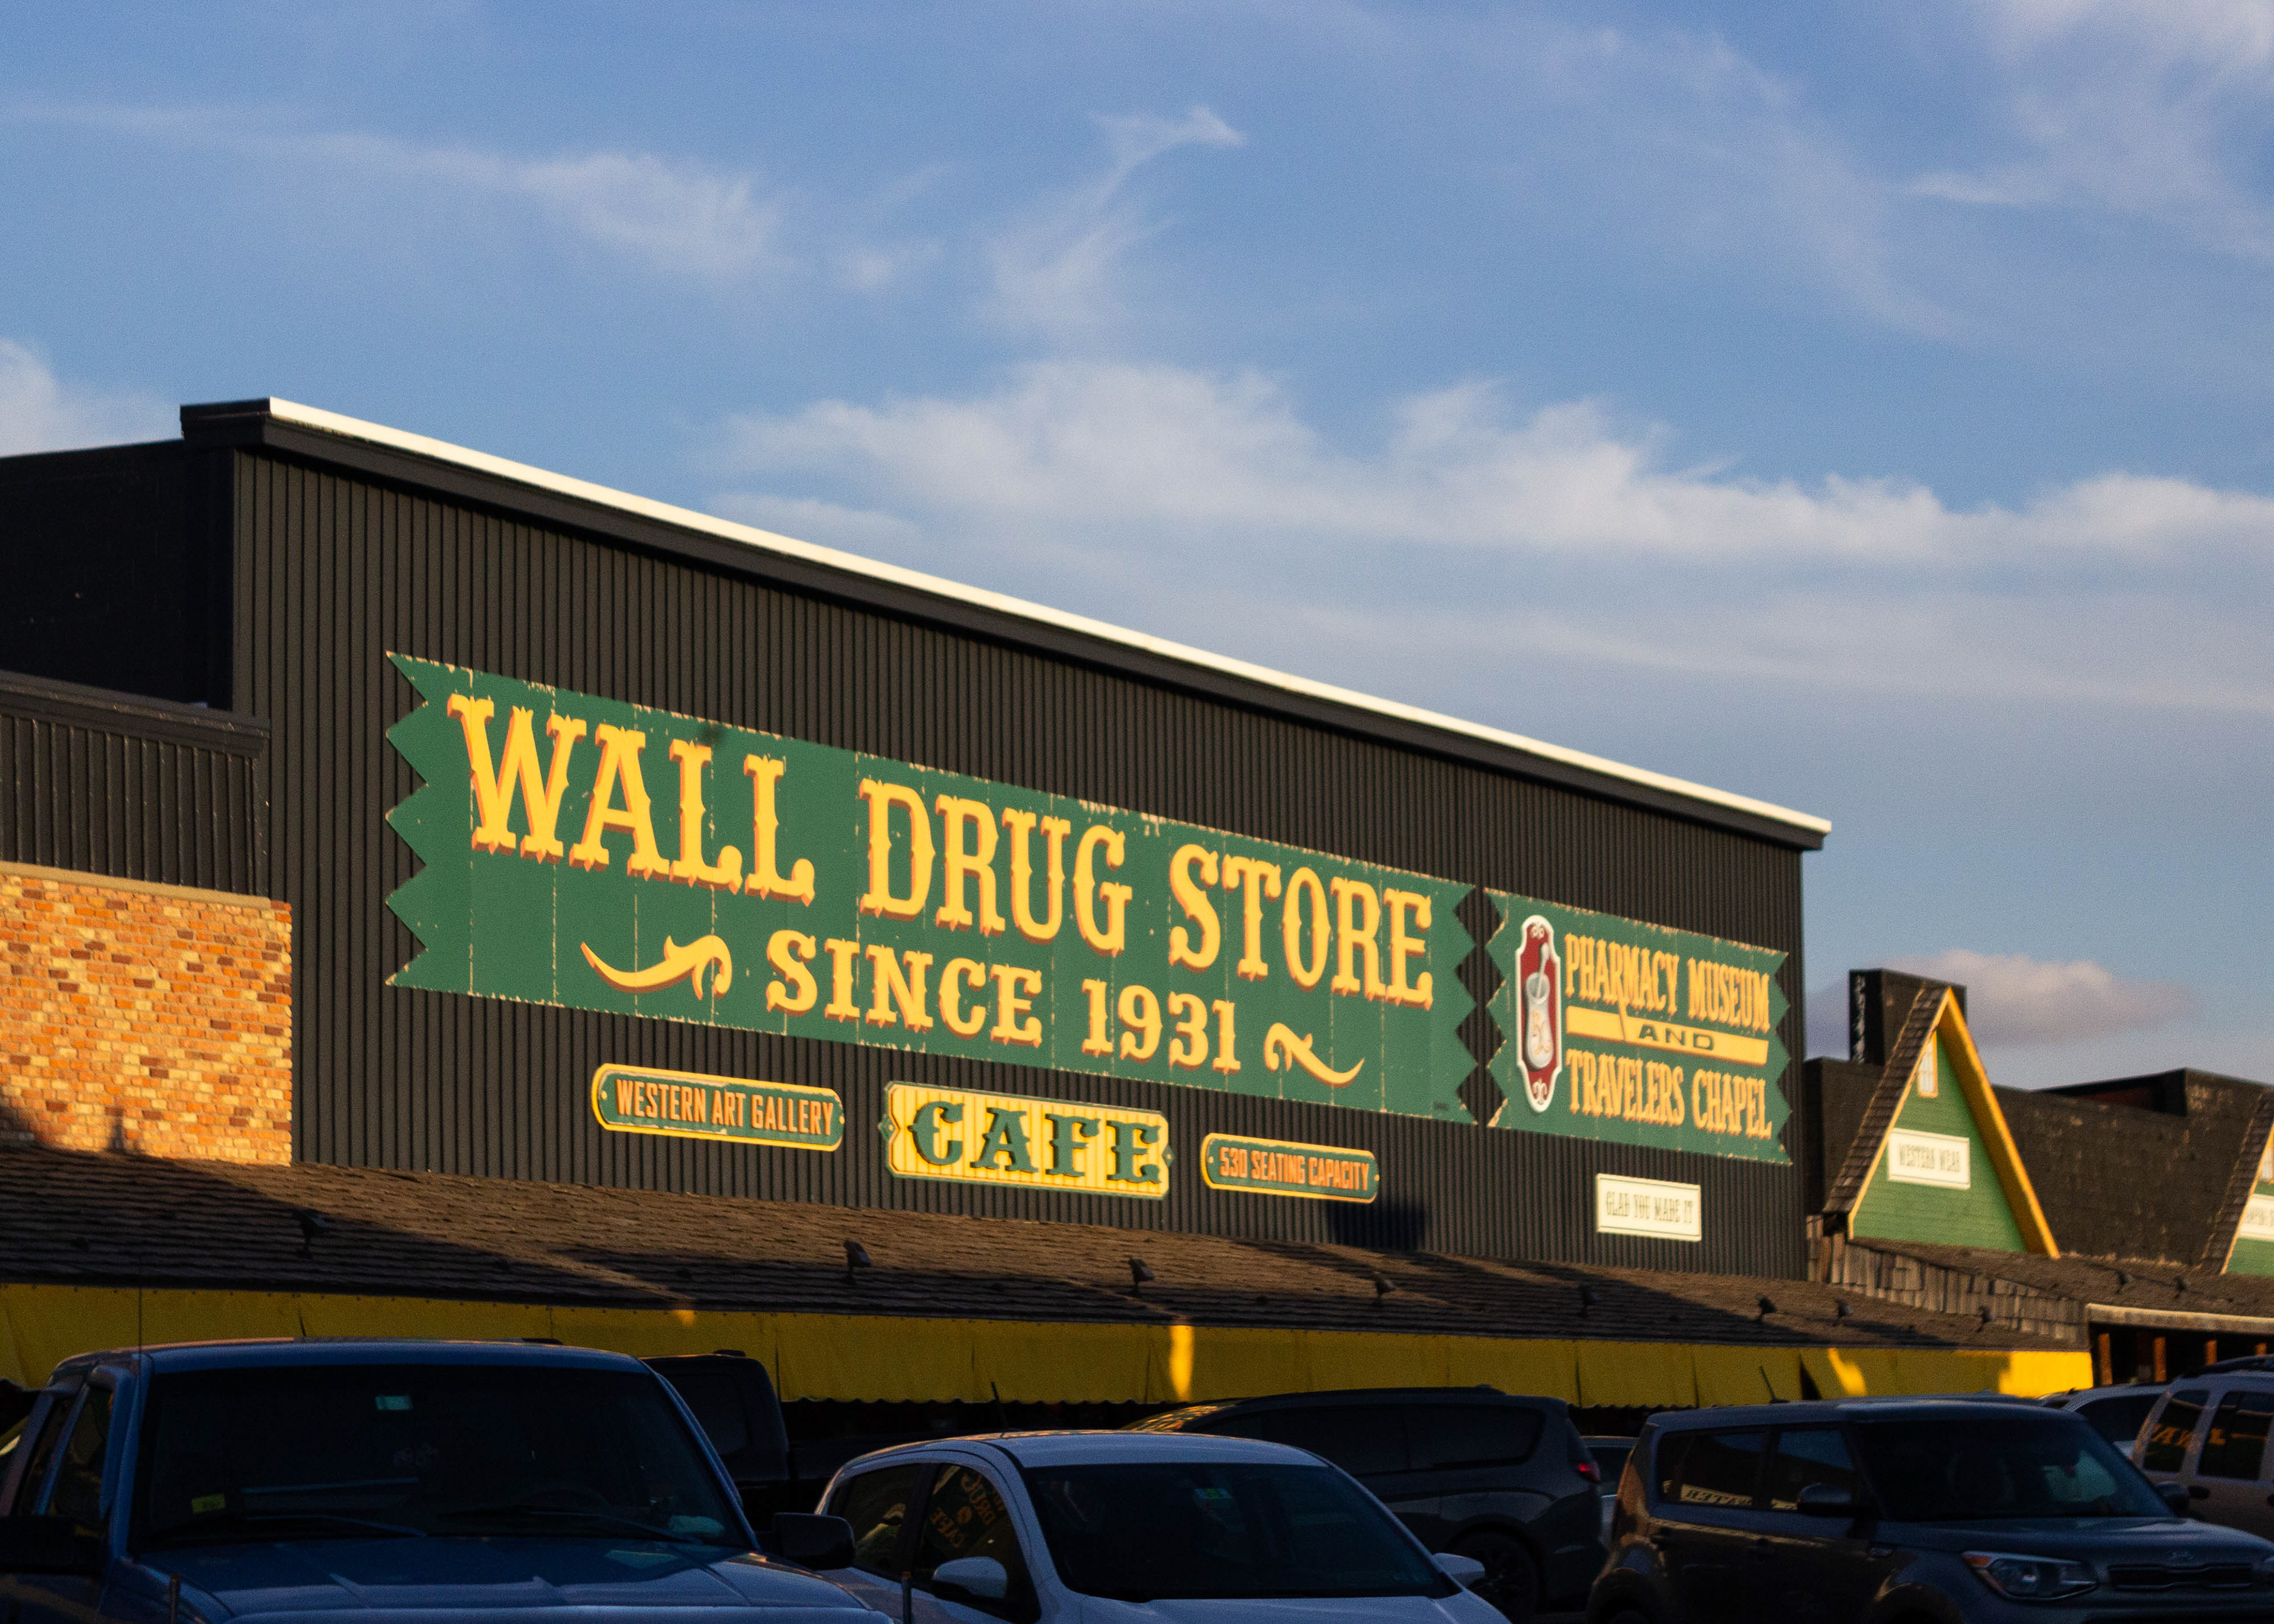 WALL DRUG STORE
SINCE 1931
PHARMACY MUSEUM
AND
TRAVELERS CHAPEL
WESTERN ART GALLERY
CAFE
530 SEATING CAPACITY
GLAD YOU MADE IT
WESTERN WEAR